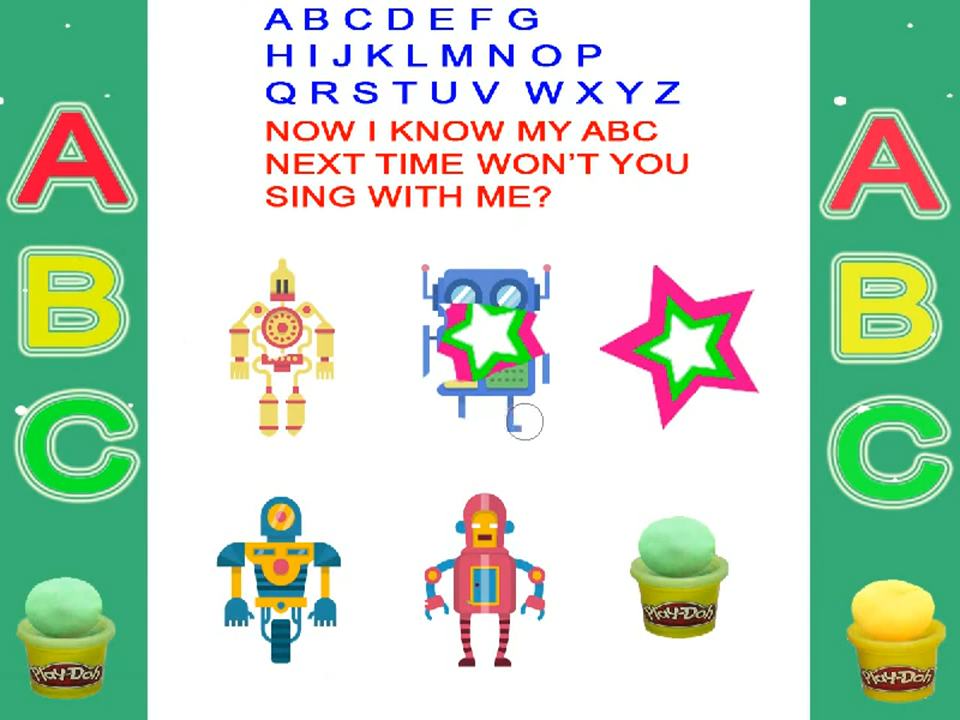 A B C D E F G
H I J K L M N O P
Q R S T U V W X Y Z
NOW I KNOW MY ABC
NEXT TIME WON'T YOU
SING WITH ME?
A
B
C
A
B
C
Play-Doh
Play-Doh
Play-Doh